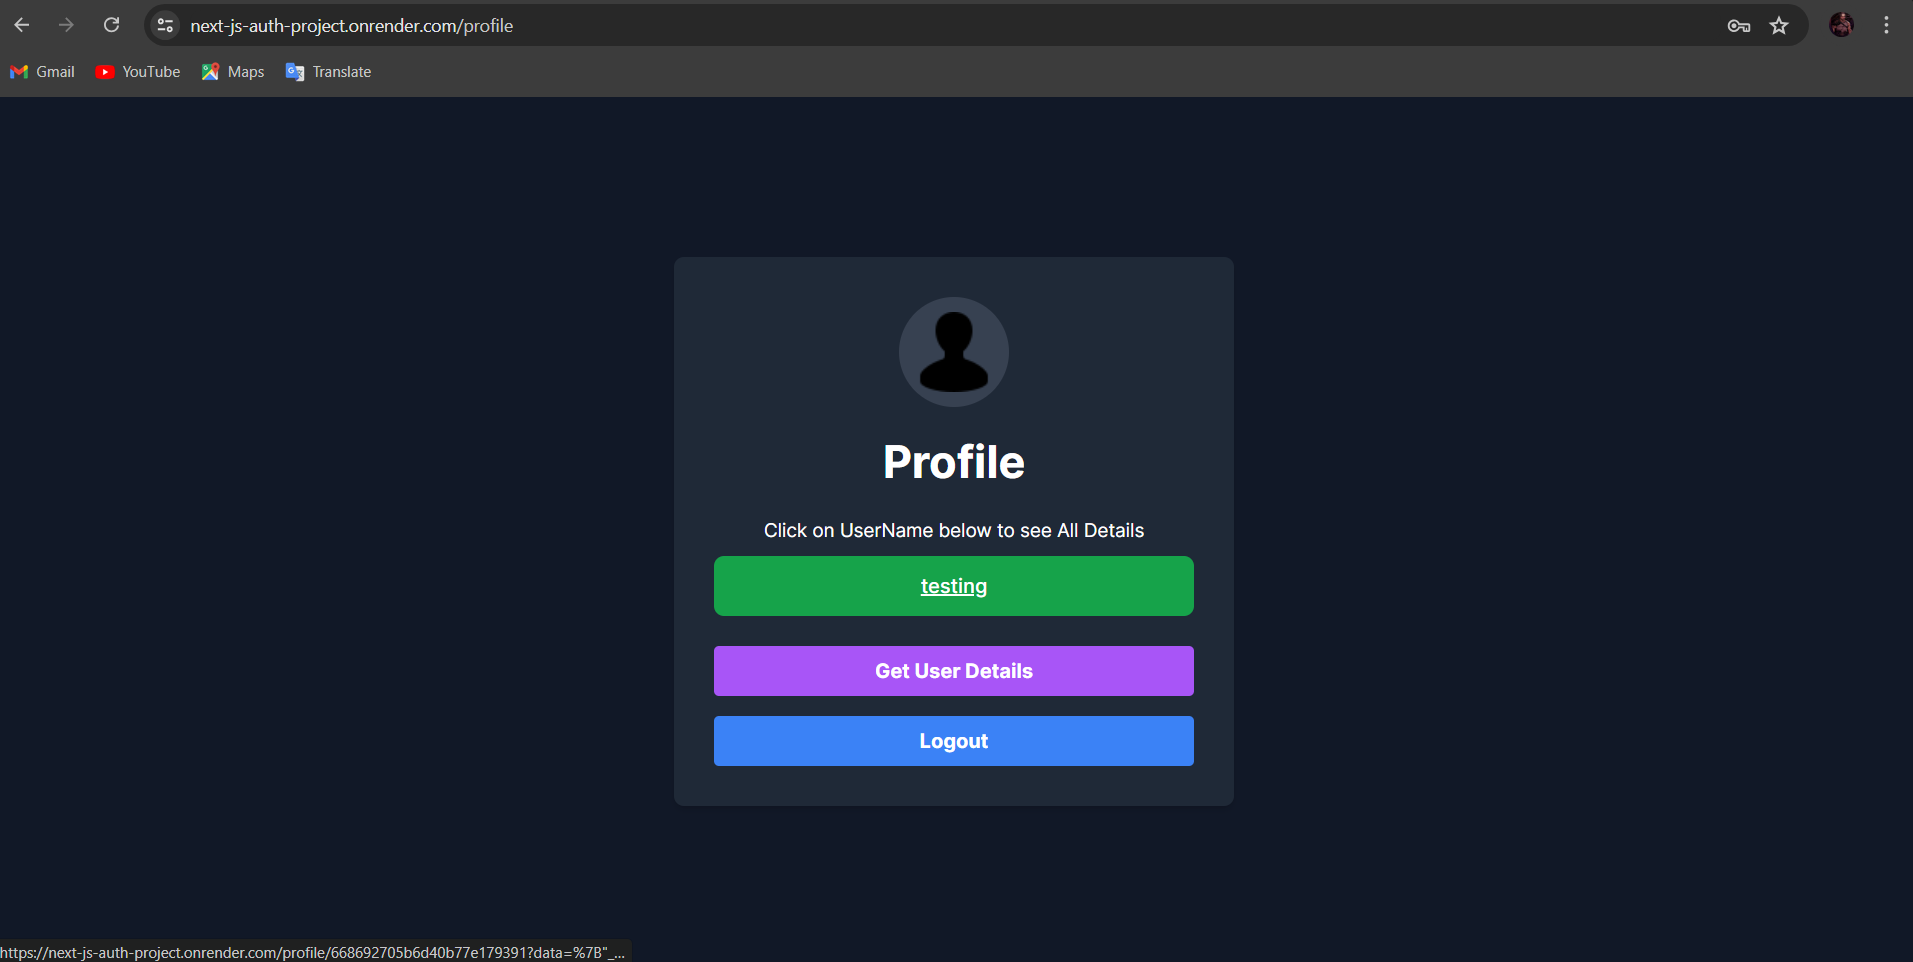 next-js-auth-project.onrender.com/profile
Gmail YouTube Maps Translate
Profile
Click on UserName below to see All Details
testing
Get User Details
Logout
https://next-js-auth-project.onrender.com/profile/668692705b6d40b77e179391?data=%7B"_...